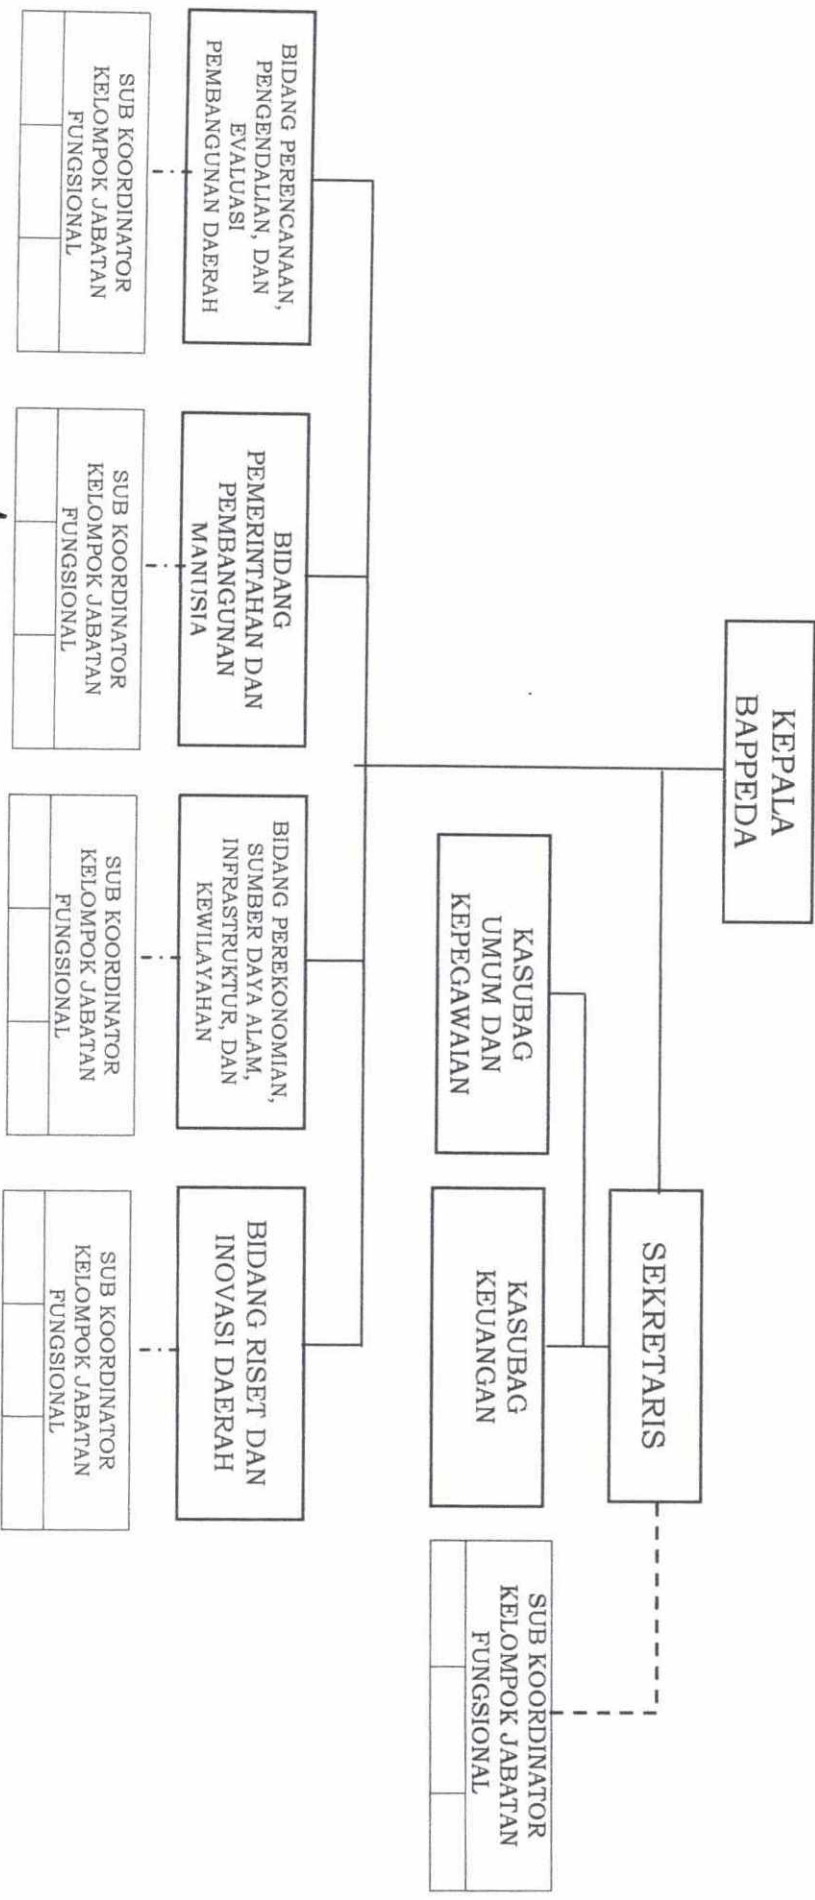 KEPALA
BAPPEDA
SEKRETARIS
KASUBAG
UMUM DAN
KEPEGAWAIAN
KASUBAG
KEUANGAN
SUB KOORDINATOR
KELOMPOK JABATAN
FUNGSIONAL
BIDANG PERENCANAAN,
PENGENDALIAN, DAN
EVALUASI
PEMBANGUNAN DAERAH
BIDANG
PEMERINTAHAN DAN
PEMBANGUNAN
MANUSIA
BIDANG PEREKONOMIAN,
SUMBER DAYA ALAM,
INFRASTRUKTUR, DAN
KEWILAYAHAN
BIDANG RISET DAN
INOVASI DAERAH
SUB KOORDINATOR
KELOMPOK JABATAN
FUNGSIONAL
SUB KOORDINATOR
KELOMPOK JABATAN
FUNGSIONAL
SUB KOORDINATOR
KELOMPOK JABATAN
FUNGSIONAL
SUB KOORDINATOR
KELOMPOK JABATAN
FUNGSIONAL